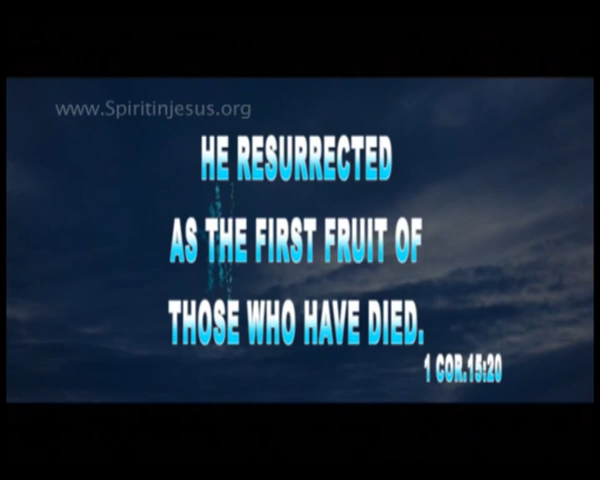 www.Spiritinjesus.org
HE RESURRECTED
AS THE FIRST FRUIT OF
THOSE WHO HAVE DIED.
1 COR.15:20